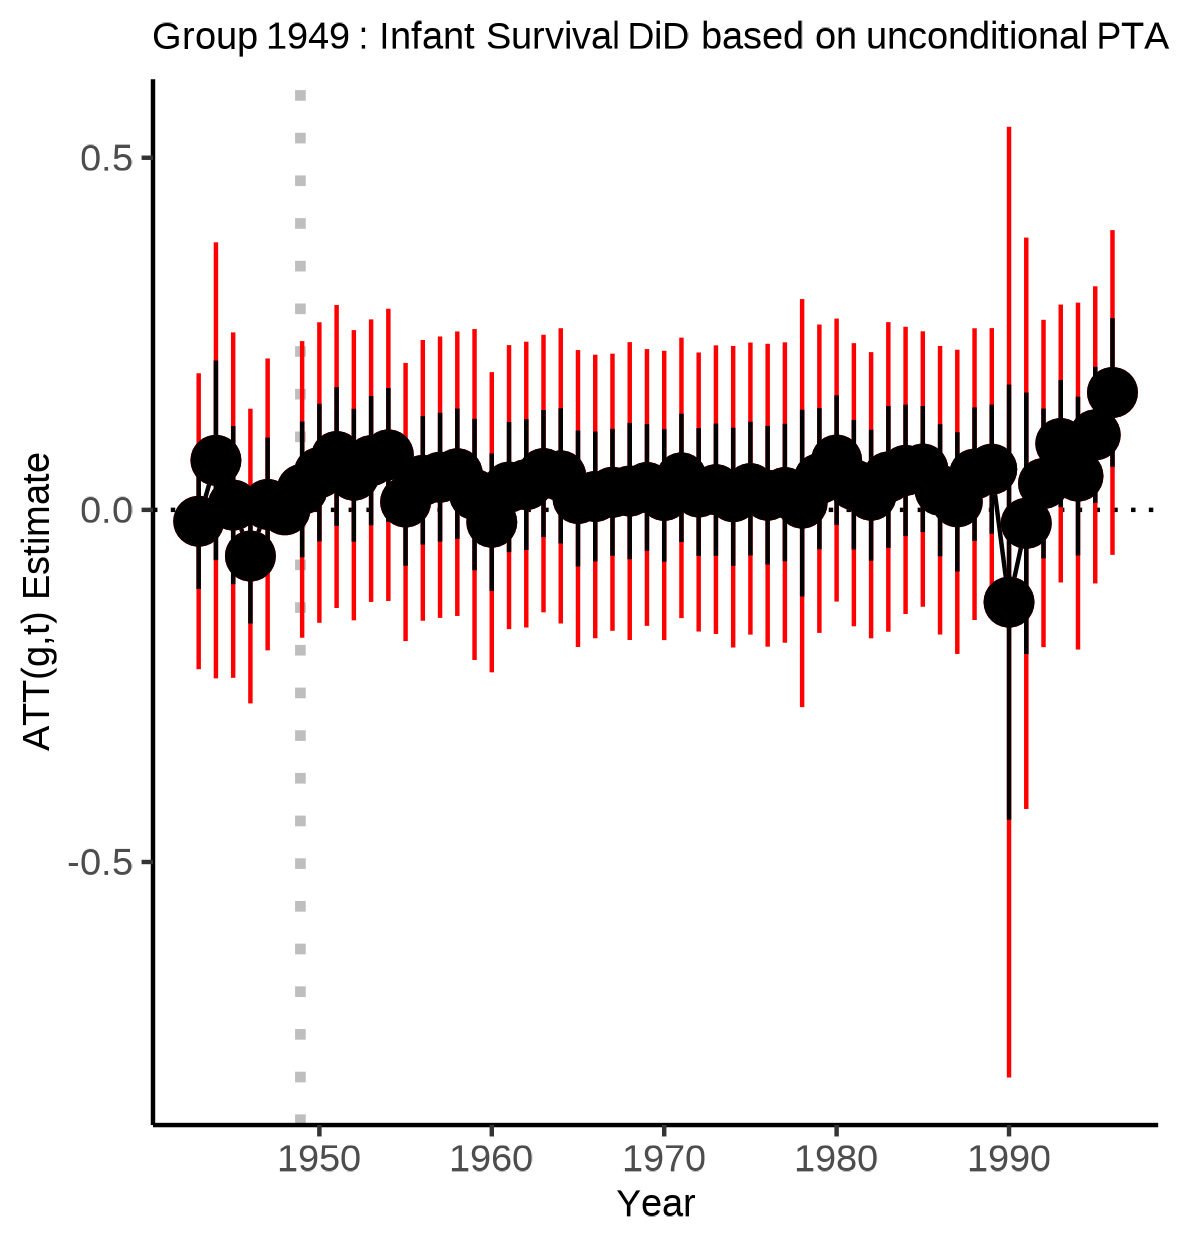 Group 1949 : Infant Survival DiD based on unconditional PTA
ATT(g,t) Estimate
0.5
0.0
-0.5
1950 1960 1970 1980 1990
Year